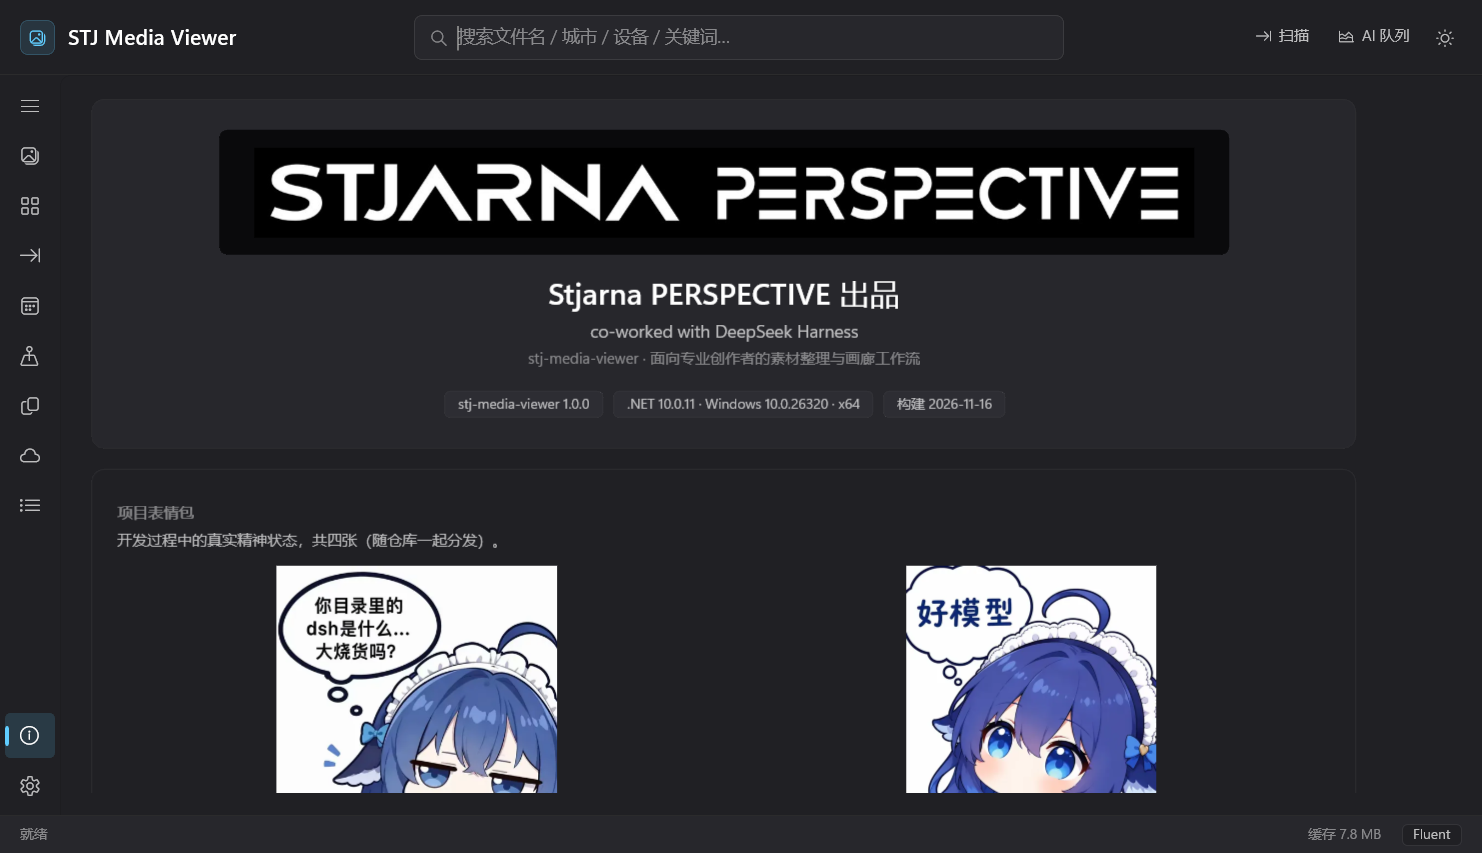 STJ Media Viewer
搜索文件名 / 城市 / 设备 / 关键词...
扫描
AI 队列
STJARNA PERSPECTIVE
Stjarna PERSPECTIVE 出品
co-worked with DeepSeek Harness
stj-media-viewer · 面向专业创作者的素材整理与画廊工作流
stj-media-viewer 1.0.0
.NET 10.0.11 · Windows 10.0.26320 · x64
构建 2026-11-16
项目表情包
开发过程中的真实精神状态，共四张（随仓库一起分发）。
你目录里的
dsh是什么...
大烧货吗?
好模型
就绪
缓存 7.8 MB
Fluent